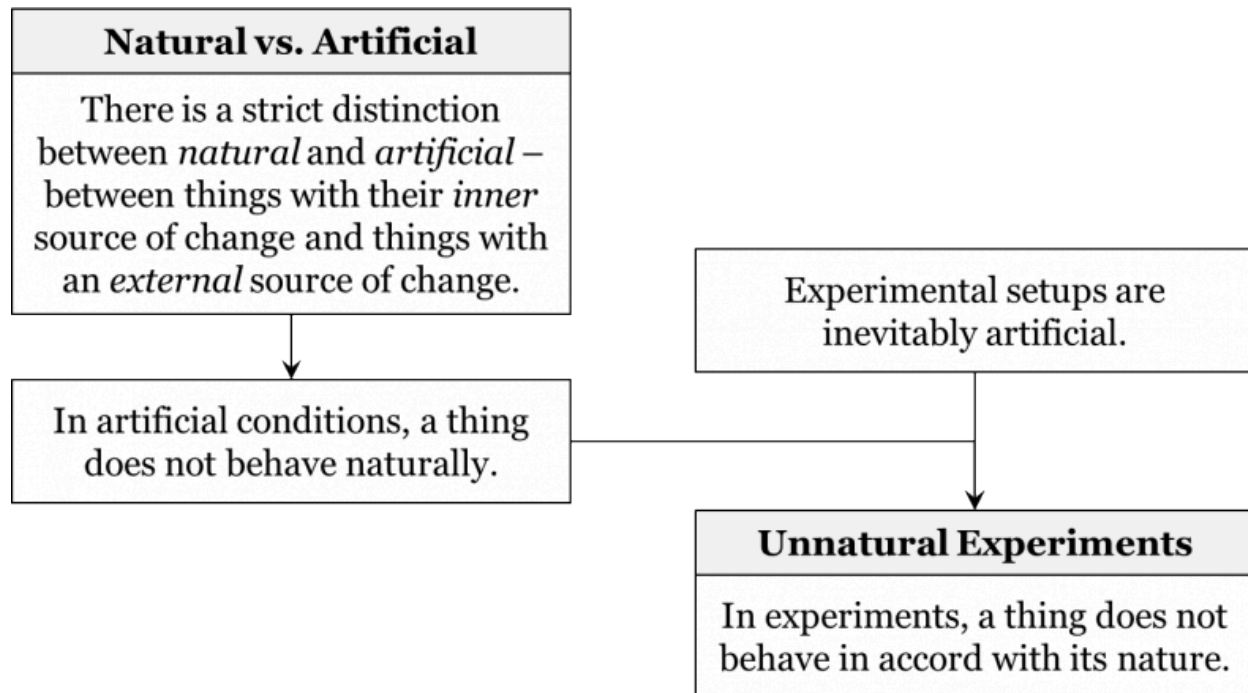 Natural vs. Artificial
There is a strict distinction
between natural and artificial –
between things with their inner
source of change and things with
an external source of change.
Experimental setups are
inevitably artificial.
In artificial conditions, a thing
does not behave naturally.
Unnatural Experiments
In experiments, a thing does not
behave in accord with its nature.